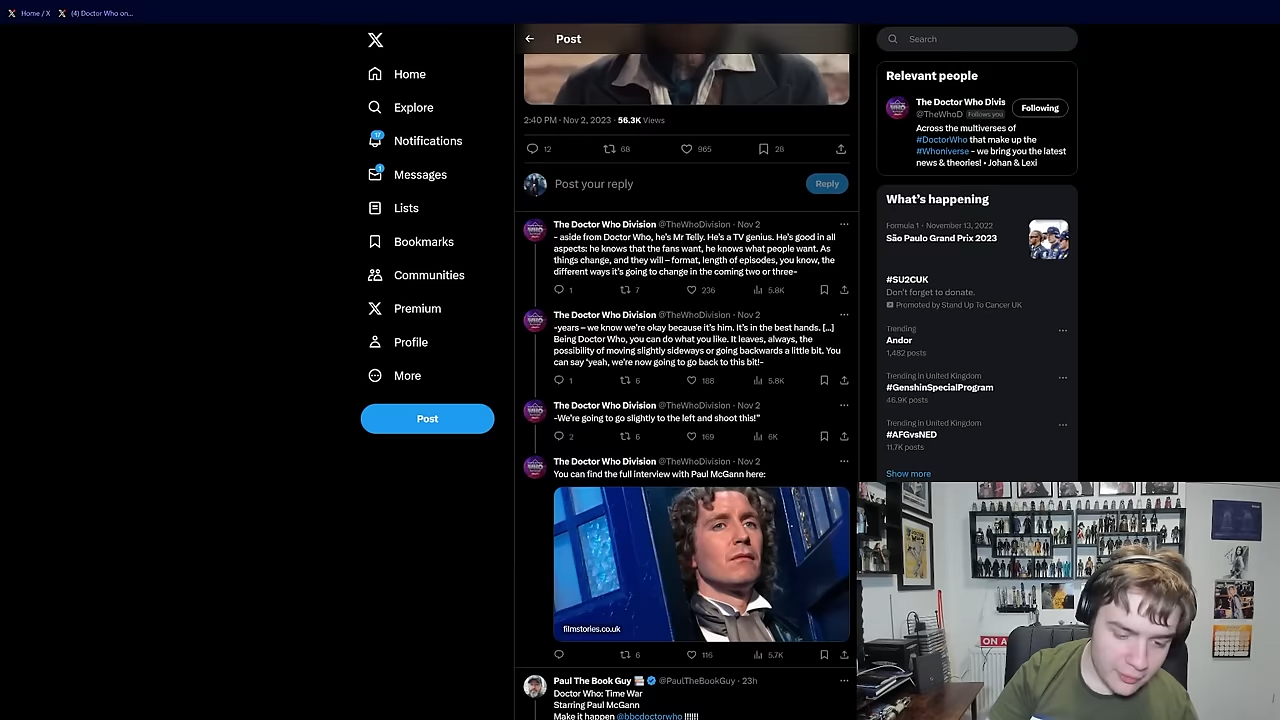 Home / X
(4) Doctor Who on...
Home
Explore
17
Notifications
1
Messages
Lists
Bookmarks
Communities
Premium
Profile
More
Post
Post
2:40 PM · Nov 2, 2023 · 56.3K Views
12 68 965 28
Post your reply
Reply
The Doctor Who Division @TheWhoDivision · Nov 2
- aside from Doctor Who, he's Mr Telly. He's a TV genius. He's good in all
aspects: he knows that the fans want, he knows what people want. As
things change, and they will – format, length of episodes, you know, the
different ways it's going to change in the coming two or three-
1 7 236 5.8K
The Doctor Who Division @TheWhoDivision · Nov 2
-years – we know we're okay because it's him. It's in the best hands. [...]
Being Doctor Who, you can do what you like. It leaves, always, the
possibility of moving slightly sideways or going backwards a little bit. You
can say 'yeah, we're now going to go back to this bit!-
1 6 188 5.8K
The Doctor Who Division @TheWhoDivision · Nov 2
-We're going to go slightly to the left and shoot this!"
2 6 169 6K
The Doctor Who Division @TheWhoDivision · Nov 2
You can find the full interview with Paul McGann here:
filmstories.co.uk
6 116 5.7K
Paul The Book Guy @PaulTheBookGuy · 23h
Doctor Who: Time War
Starring Paul McGann
Make it happen @bbcdoctorwho !!!!!!
Search
Relevant people
The Doctor Who Divis
@TheWhoD Follows you
Following
Across the multiverses of
#DoctorWho that make up the
#Whoniverse - we bring you the latest
news & theories! • Johan & Lexi
What's happening
Formula 1 · November 13, 2022
São Paulo Grand Prix 2023
#SU2CUK
Don't forget to donate.
Promoted by Stand Up To Cancer UK
Trending
Andor
1,482 posts
Trending in United Kingdom
#GenshinSpecialProgram
46.9K posts
Trending in United Kingdom
#AFGvsNED
11.7K posts
Show more
ON A